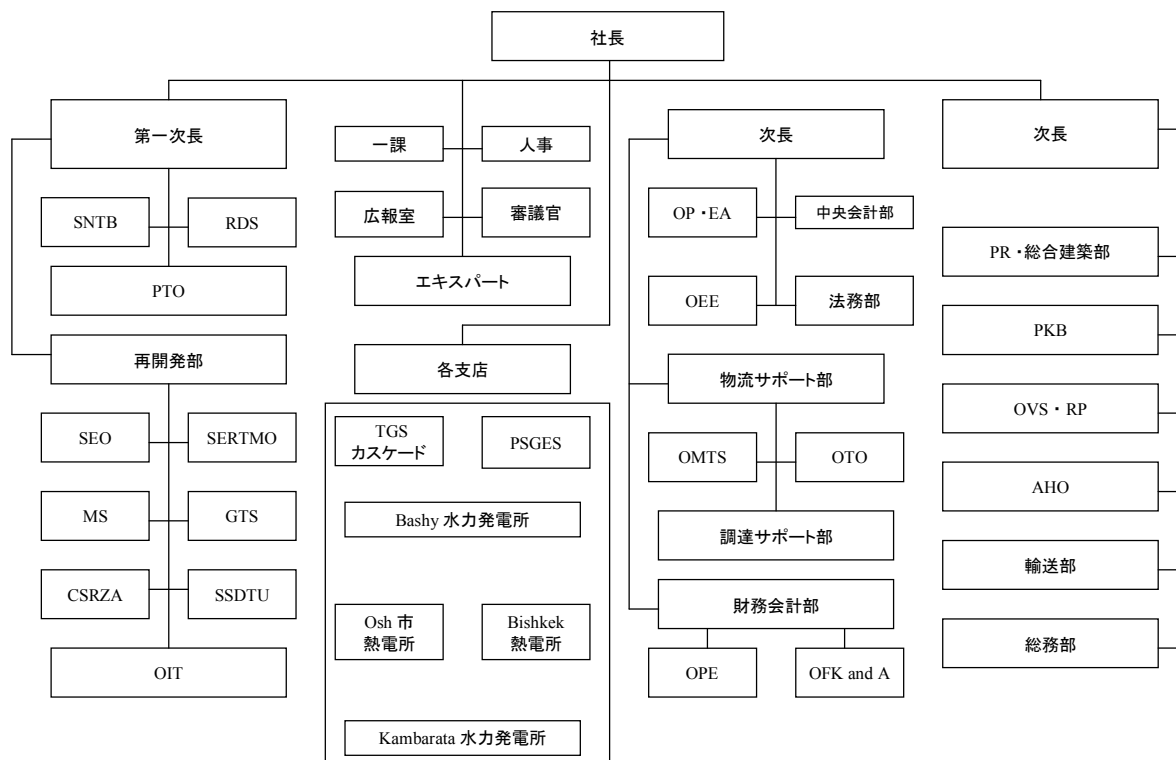 社長
第一次長
SNTB
RDS
PTO
再開発部
SEO
SERTMO
MS
GTS
CSRZA
SSDTU
OIT
一課
人事
広報室
審議官
エキスパート
各支店
TGS
カスケード
PSGES
Bashy 水力発電所
Osh 市
熱電所
Bishkek
熱電所
Kambarata 水力発電所
次長
OP・EA
中央会計部
OEE
法務部
物流サポート部
OMTS
OTO
調達サポート部
財務会計部
OPE
OFK and A
次長
PR・総合建築部
PKB
OVS・RP
AHO
輸送部
総務部